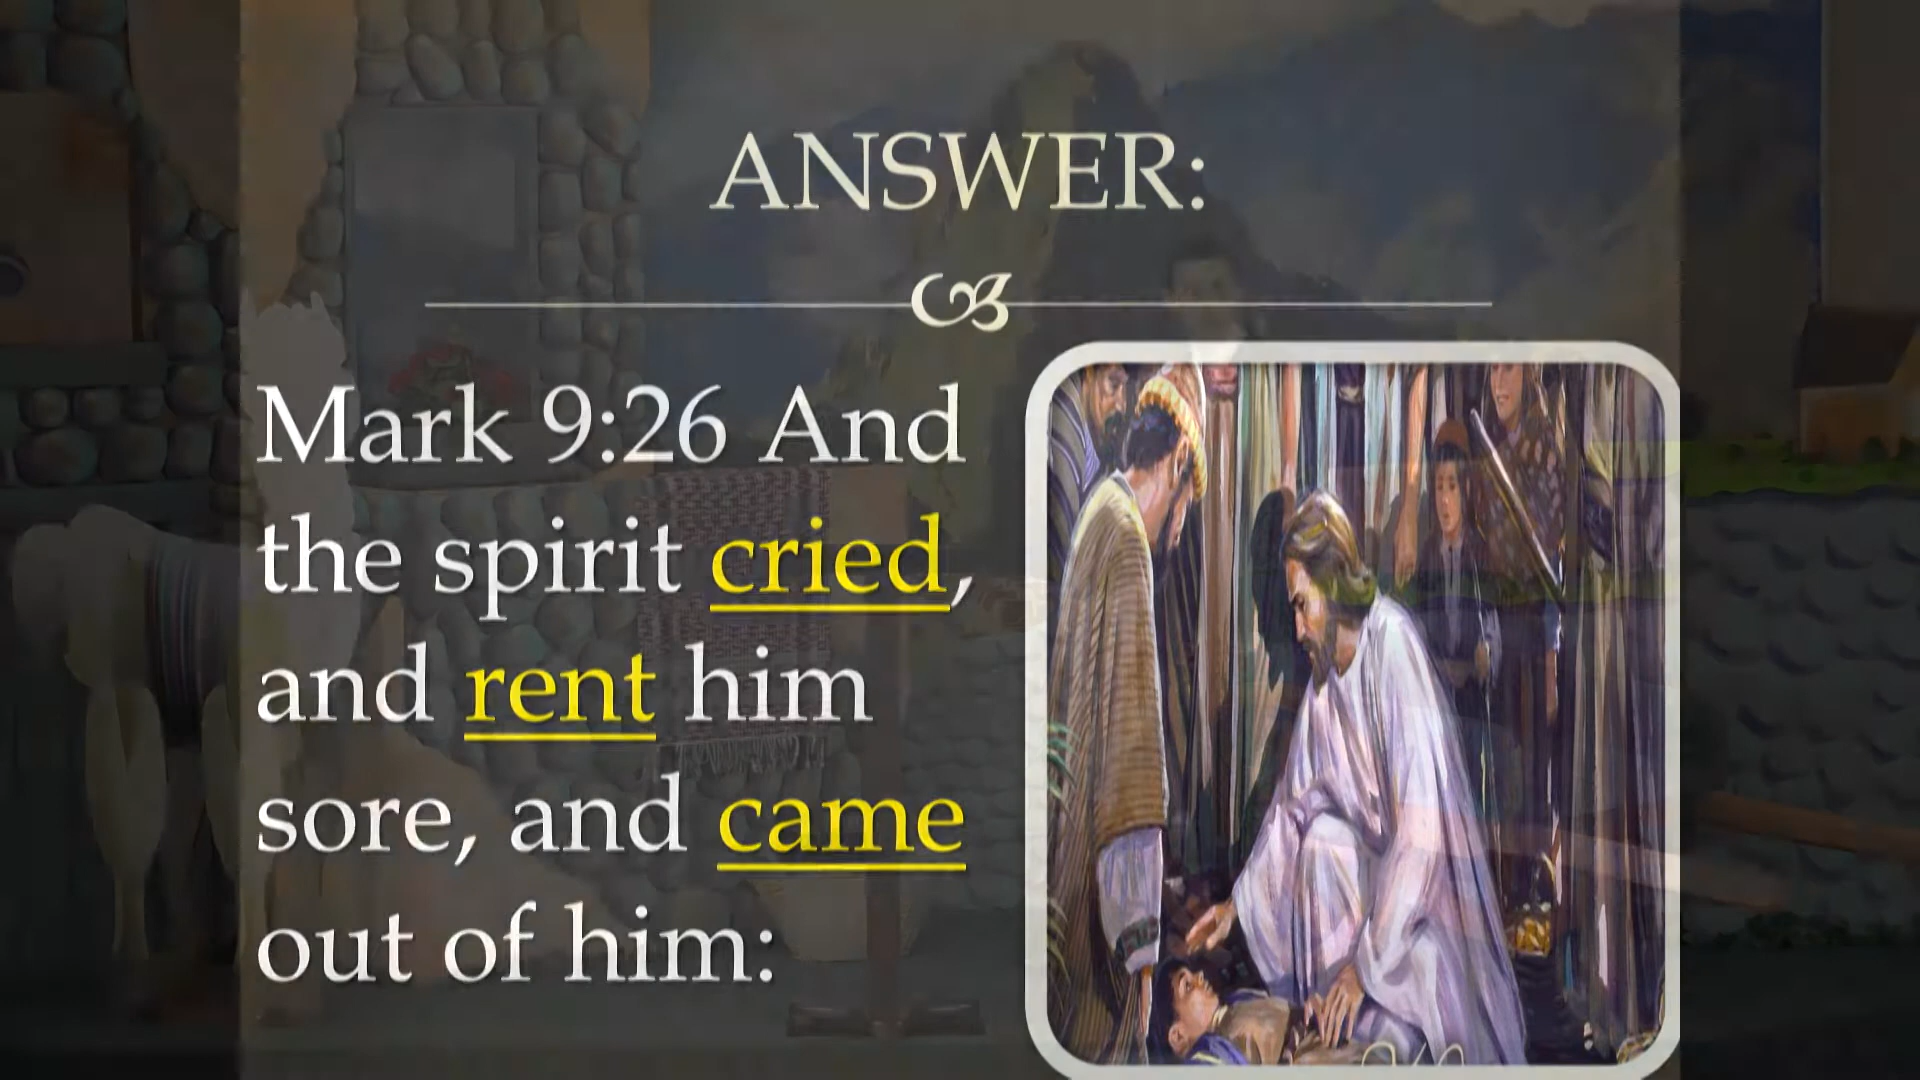 ANSWER:
Mark 9:26 And
the spirit cried,
and rent him
sore, and came
out of him: